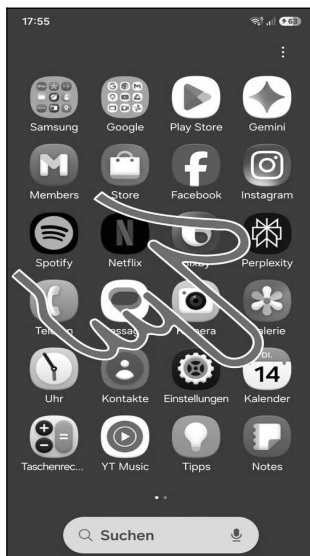 17:55
63
Samsung
Google
Play Store
Gemini
Members
Store
Facebook
Instagram
Spotify
Netflix
Perplexity
Kamera
Uhr
Kontakte
Einstellungen
DI.
14
Kalender
Taschenrec...
YT Music
Tipps
Notes
Suchen